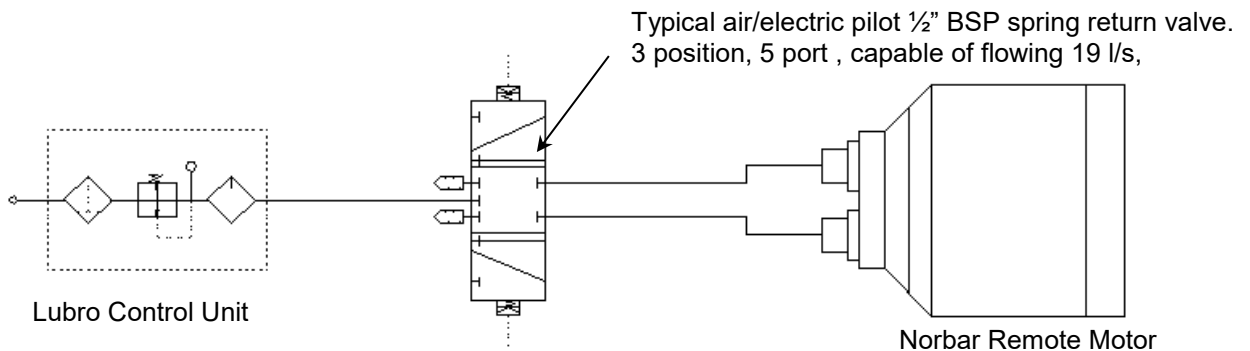 Typical air/electric pilot ½” BSP spring return valve.
3 position, 5 port , capable of flowing 19 l/s,
Lubro Control Unit
Norbar Remote Motor